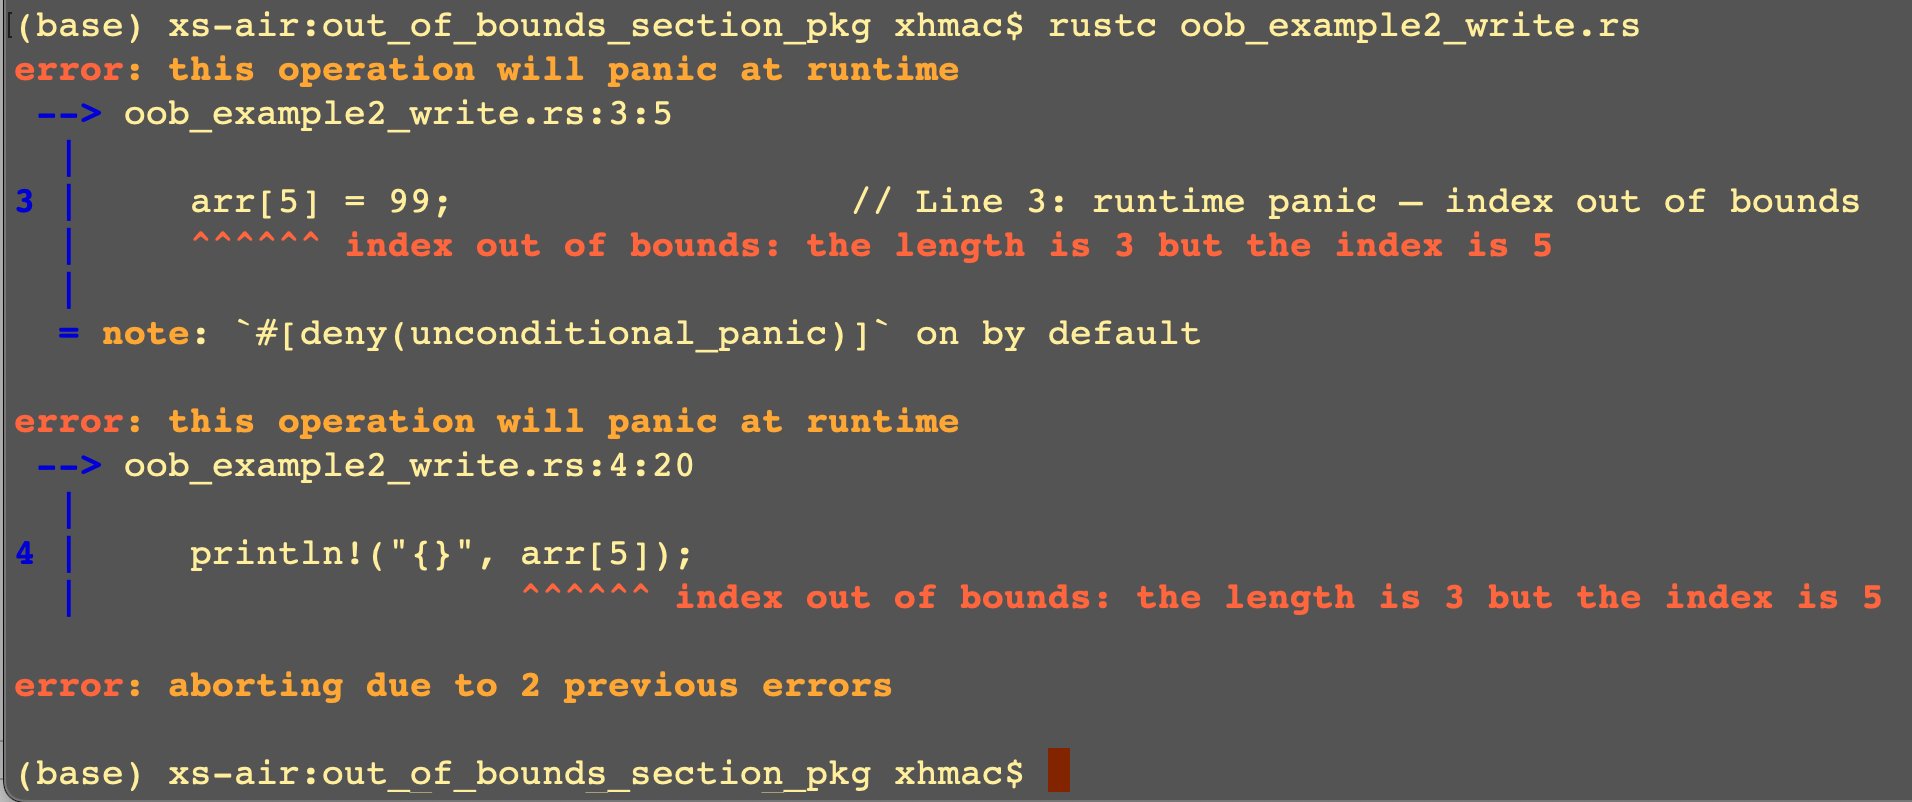 (base) xs-air:out_of_bounds_section_pkg xhmac$ rustc oob_example2_write.rs
error: this operation will panic at runtime
 --> oob_example2_write.rs:3:5
  |
3 |     arr[5] = 99;                  // Line 3: runtime panic — index out of bounds
  |     ^^^^^^ index out of bounds: the length is 3 but the index is 5
  |
  = note: `#[deny(unconditional_panic)]` on by default

error: this operation will panic at runtime
 --> oob_example2_write.rs:4:20
  |
4 |     println!("{}", arr[5]);
  |                    ^^^^^^ index out of bounds: the length is 3 but the index is 5

error: aborting due to 2 previous errors

(base) xs-air:out_of_bounds_section_pkg xhmac$